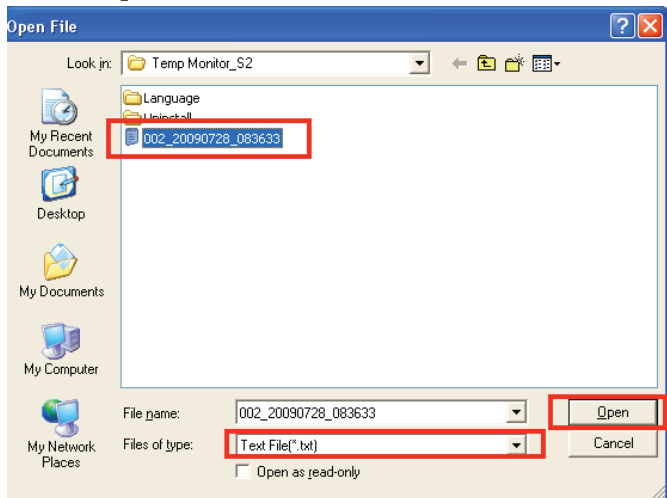 Open File
Look in:
Temp Monitor_S2
My Recent
Documents
Desktop
My Documents
My Computer
My Network
Places
Language
Uninstall
002_20090728_083633
File name:
002_20090728_083633
Open
Files of type:
Text File(*.txt)
Cancel
Open as read-only